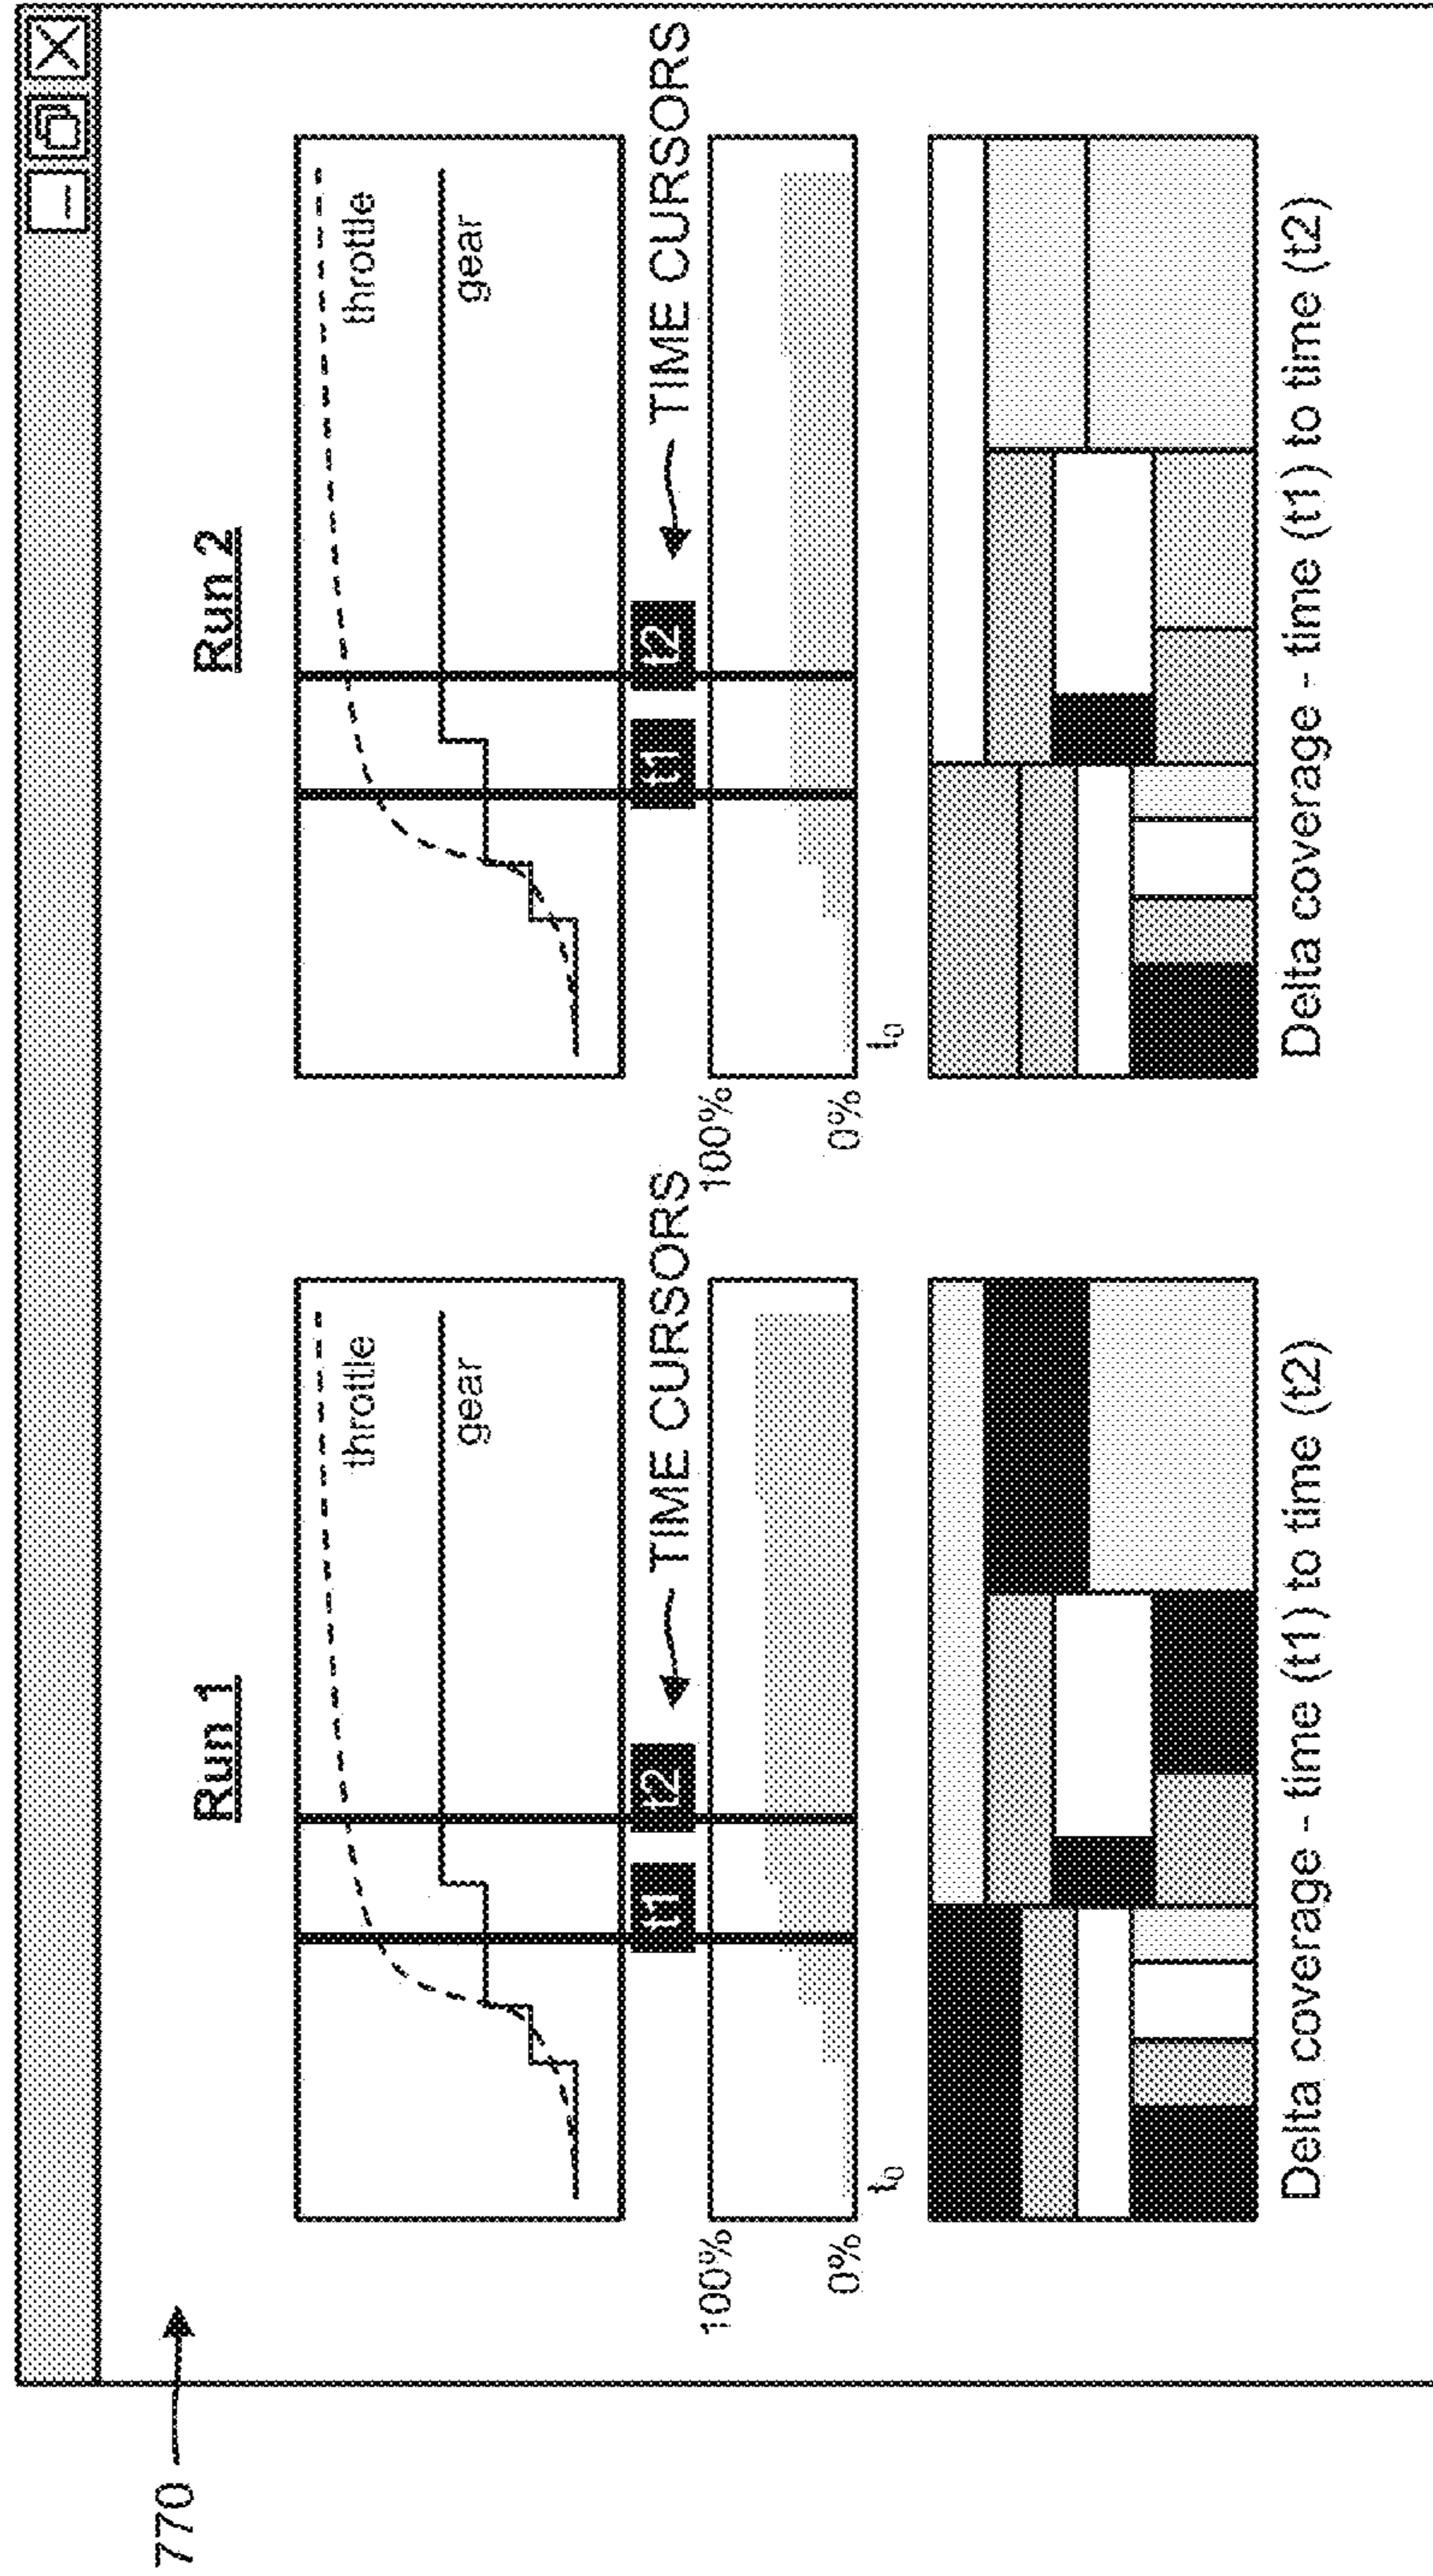 770
Run 1
throttle
gear
t1
t2
TIME CURSORS
100%
0%
t0
Delta coverage - time (t1) to time (t2)
Run 2
throttle
gear
t1
t2
TIME CURSORS
100%
0%
t0
Delta coverage - time (t1) to time (t2)